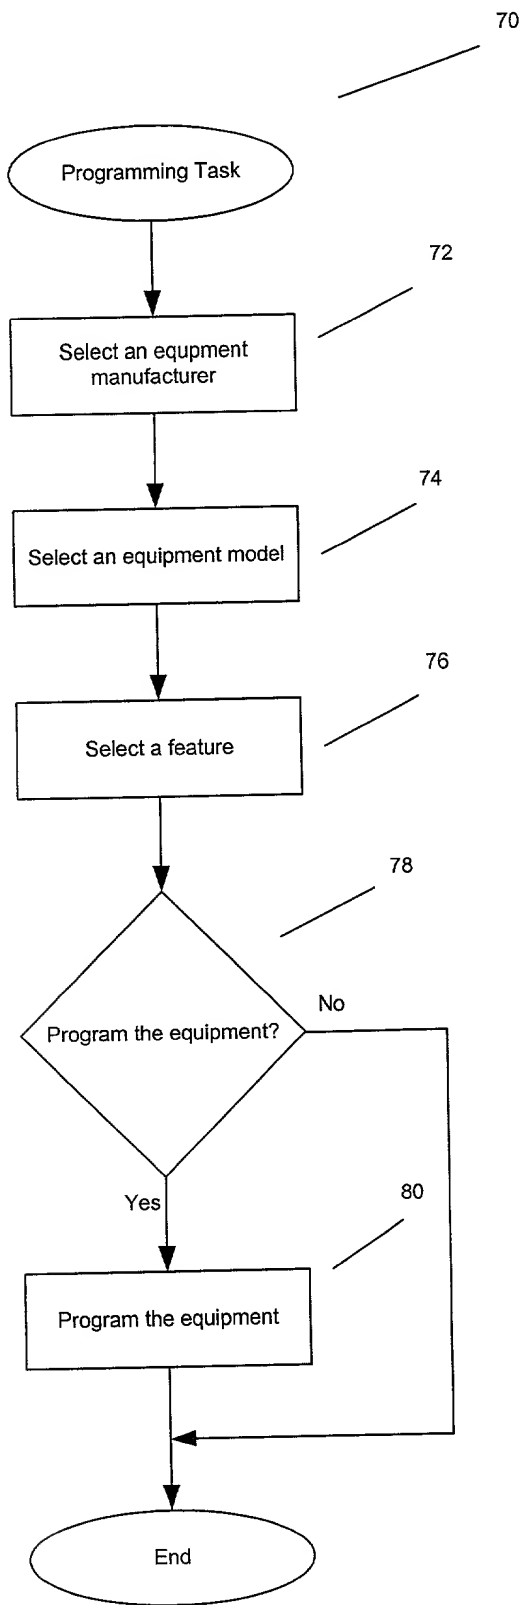 70
Programming Task
72
Select an equpment
manufacturer
74
Select an equipment model
76
Select a feature
78
Program the equipment?
No
Yes
80
Program the equipment
End